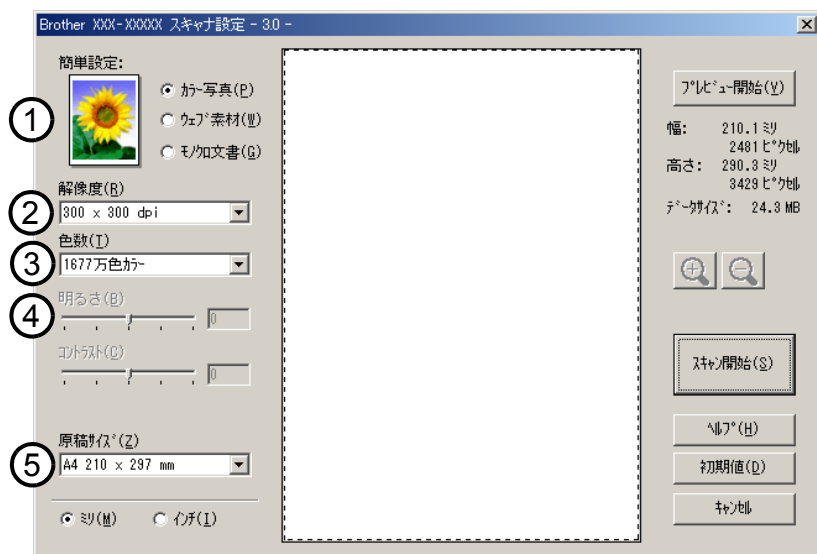 Brother XXX-XXXXX スキャナ設定 - 3.0 -
簡単設定:
1
カラー写真(P)
ウェブ素材(W)
モノクロ文書(G)
解像度(R)
2
300 x 300 dpi
色数(T)
3
1677万色カラー
明るさ(B)
4
0
コントラスト(C)
0
原稿サイズ(Z)
5
A4 210 x 297 mm
ミリ(M)
インチ(I)
プレビュー開始(V)
幅: 210.1 ミリ
2481 ピクセル
高さ: 290.3 ミリ
3429 ピクセル
データサイズ: 24.3 MB
スキャン開始(S)
ヘルプ(H)
初期値(D)
キャンセル